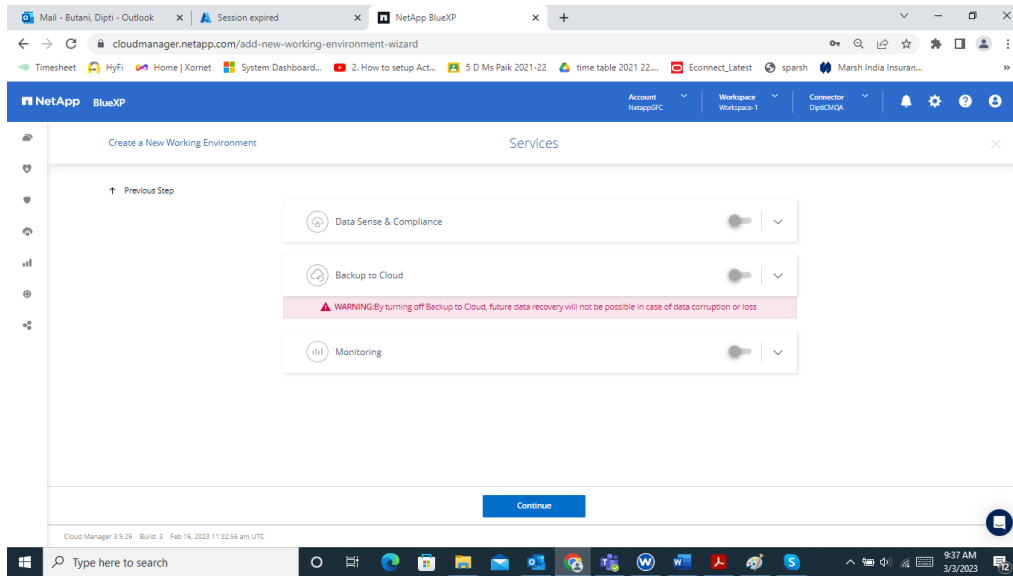 Mail - Butani, Dipti - Outlook
Session expired
NetApp BlueXP
cloudmanager.netapp.com/add-new-working-environment-wizard
Timesheet HyFi Home | Xornet System Dashboard... 2. How to setup Act... 5 D Ms Paik 2021-22 time table 2021 22.... Econnect_Latest sparsh Marsh India Insuran... »
NetApp BlueXP
Account
NetappGFC
Workspace
Workspace-1
Connector
DiptiCMQA
Create a New Working Environment
Services
Previous Step
Data Sense & Compliance
Backup to Cloud
WARNING:By turning off Backup to Cloud, future data recovery will not be possible in case of data corruption or loss
Monitoring
Continue
Cloud Manager 3.9.26 Build: 3 Feb 16, 2023 11:32:56 am UTC
Type here to search
9:37 AM
3/3/2023
12